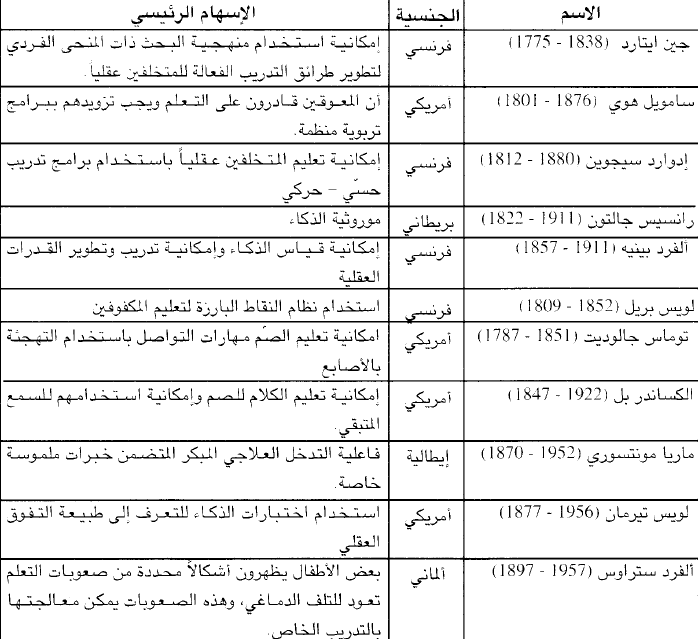 الاسم الجنسية الإسهام الرئيسي
جين ايتارد (1838 - 1775) فرنسي إمكانية استخدام منهجية البحث ذات المنحى الفردي
لتطوير طرائق التدريب الفعالة للمتخلفين عقلياً.
سامويل هوي (1876 - 1801) أمريكي أن المعوقين قادرون على التعلم ويجب تزويدهم ببرامج
تربوية منظمة.
إدوارد سيجوين (1880 - 1812) فرنسي إمكانية تعليم المتخلفين عقلياً باستخدام برامج تدريب
حسّي - حركي
رانسيس جالتون (1911 - 1822) بريطاني موروثية الذكاء
ألفرد بينيه (1911 - 1857) فرنسي إمكانية قياس الذكاء وإمكانية تدريب وتطوير القدرات
العقلية
لويس بريل (1852 - 1809) فرنسي استخدام نظام النقاط البارزة لتعليم المكفوفين
توماس جالوديت (1851 - 1787) أمريكي امكانية تعليم الصّم مهارات التواصل باستخدام التهجئة
بالأصابع
الكساندر بل (1922 - 1847) أمريكي إمكانية تعليم الكلام للصم وإمكانية استخدامهم للسمع
المتبقي.
ماريا مونتسوري (1952 - 1870) إيطالية فاعلية التدخل العلاجي المبكر المتضمن خبرات ملموسة
خاصة.
لويس تيرمان (1956 - 1877) أمريكي استخدام اختبارات الذكاء للتعرف إلى طبيعة التفوق
العقلي
ألفرد ستراوس (1957 - 1897) ألماني بعض الأطفال يظهرون أشكالاً محددة من صعوبات التعلم
تعود للتلف الدماغي، وهذه الصعوبات يمكن معالجتها
بالتدريب الخاص.